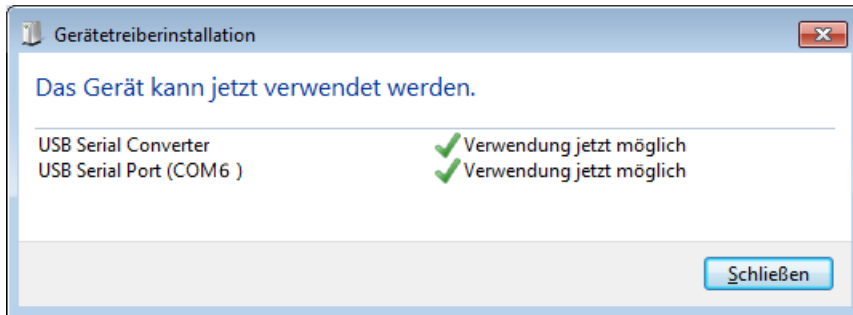 Gerätetreiberinstallation
Das Gerät kann jetzt verwendet werden.
USB Serial Converter Verwendung jetzt möglich
USB Serial Port (COM6 ) Verwendung jetzt möglich
Schließen